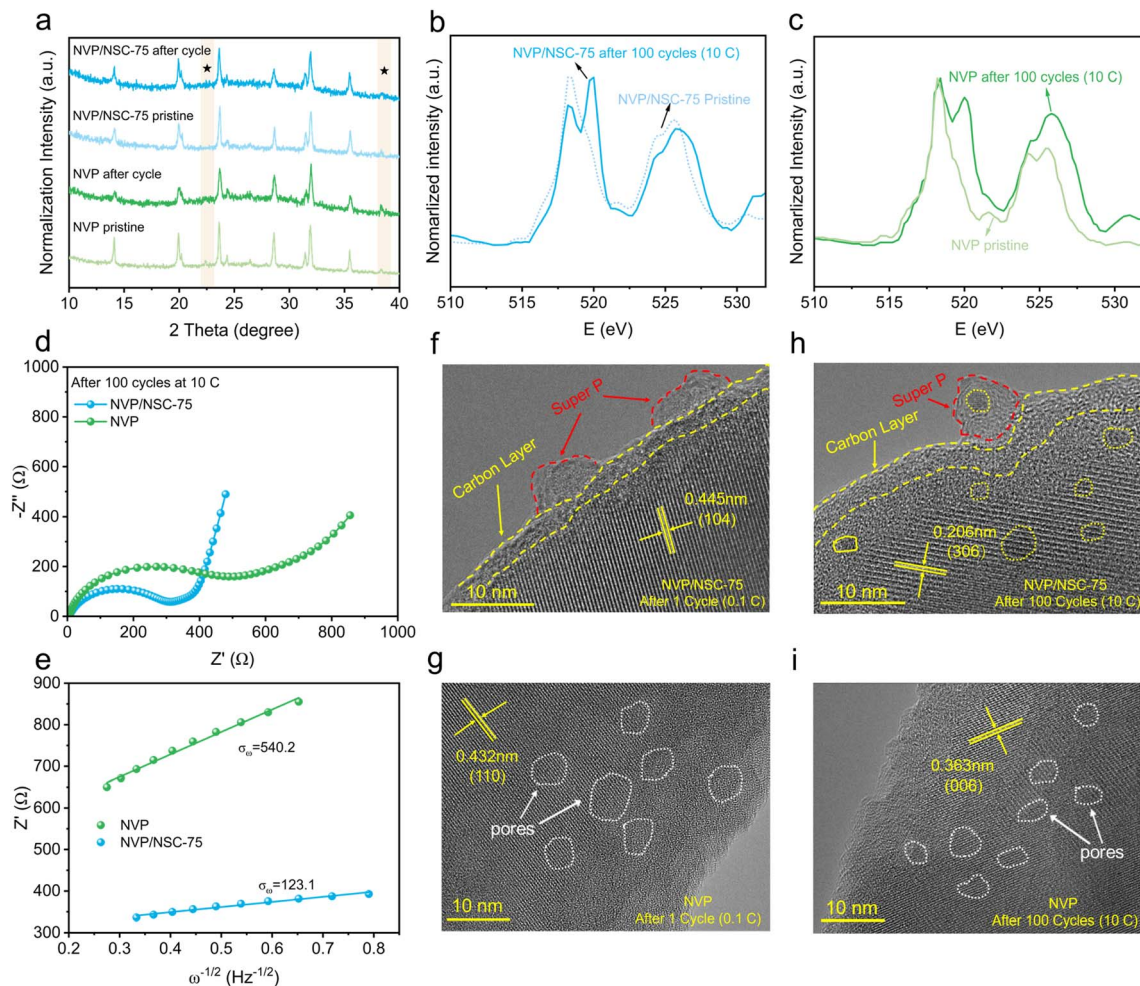 a
Normalization Intensity (a.u.)
NVP/NSC-75 after cycle
★
★
NVP/NSC-75 pristine
NVP after cycle
NVP pristine
10 15 20 25 30 35 40
2 Theta (degree)
b
Nomarlized intensity (a.u.)
NVP/NSC-75 after 100 cycles (10 C)
NVP/NSC-75 Pristine
510 520 530
E (eV)
c
Nomarlized Intensity (a.u.)
NVP after 100 cycles (10 C)
NVP pristine
510 515 520 525 530
E (eV)
d
-Z'' (Ω)
1000
800
600
400
200
0
After 100 cycles at 10 C
NVP/NSC-75
NVP
0 200 400 600 800 1000
Z' (Ω)
f
Super P
Carbon Layer
0.445nm
(104)
10 nm
NVP/NSC-75
After 1 Cycle (0.1 C)
h
Super P
Carbon Layer
0.206nm
(306)
10 nm
NVP/NSC-75
After 100 Cycles (10 C)
e
Z' (Ω)
900
800
700
600
500
400
300
σω=540.2
NVP
NVP/NSC-75
σω=123.1
0.2 0.3 0.4 0.5 0.6 0.7 0.8
ω-1/2 (Hz-1/2)
g
0.432nm
(110)
pores
10 nm
NVP
After 1 Cycle (0.1 C)
i
0.363nm
(006)
pores
10 nm
NVP
After 100 Cycles (10 C)